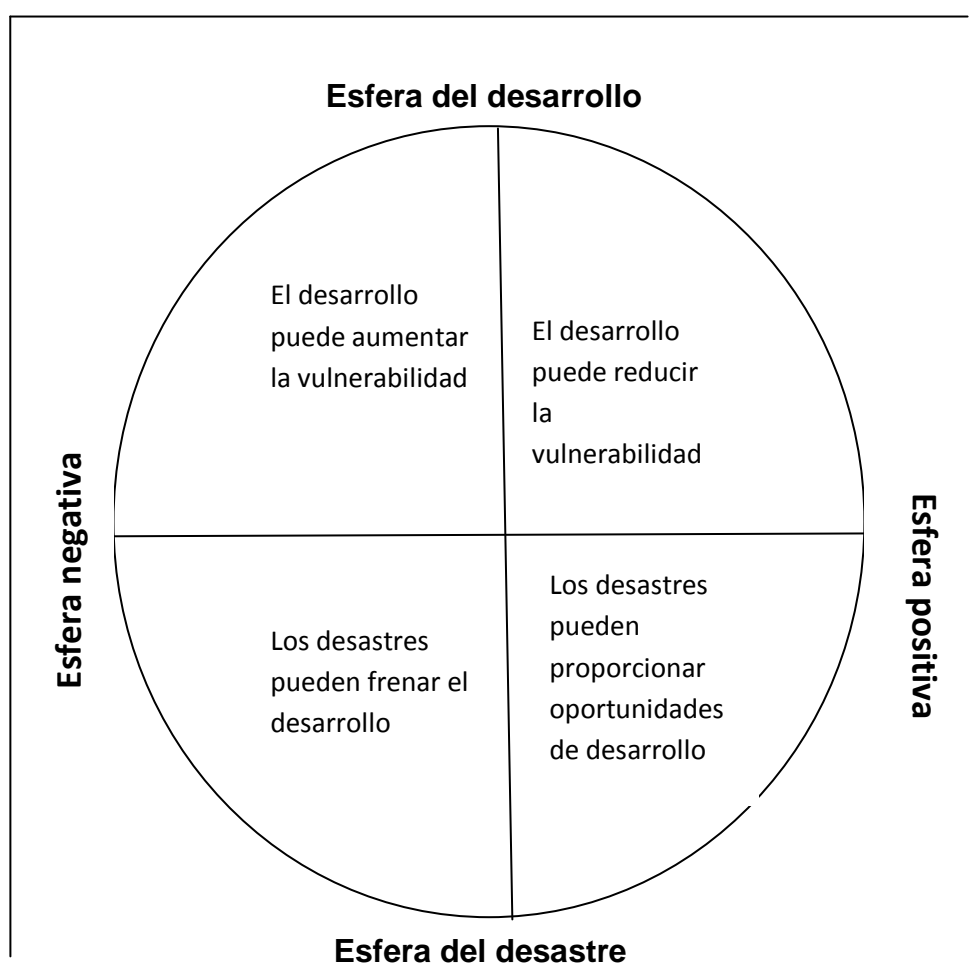 Esfera del desarrollo
El desarrollo
puede aumentar
la vulnerabilidad
El desarrollo
puede reducir
la
vulnerabilidad
Esfera negativa
Esfera positiva
Los desastres
pueden frenar el
desarrollo
Los desastres
pueden
proporcionar
oportunidades
de desarrollo
Esfera del desastre